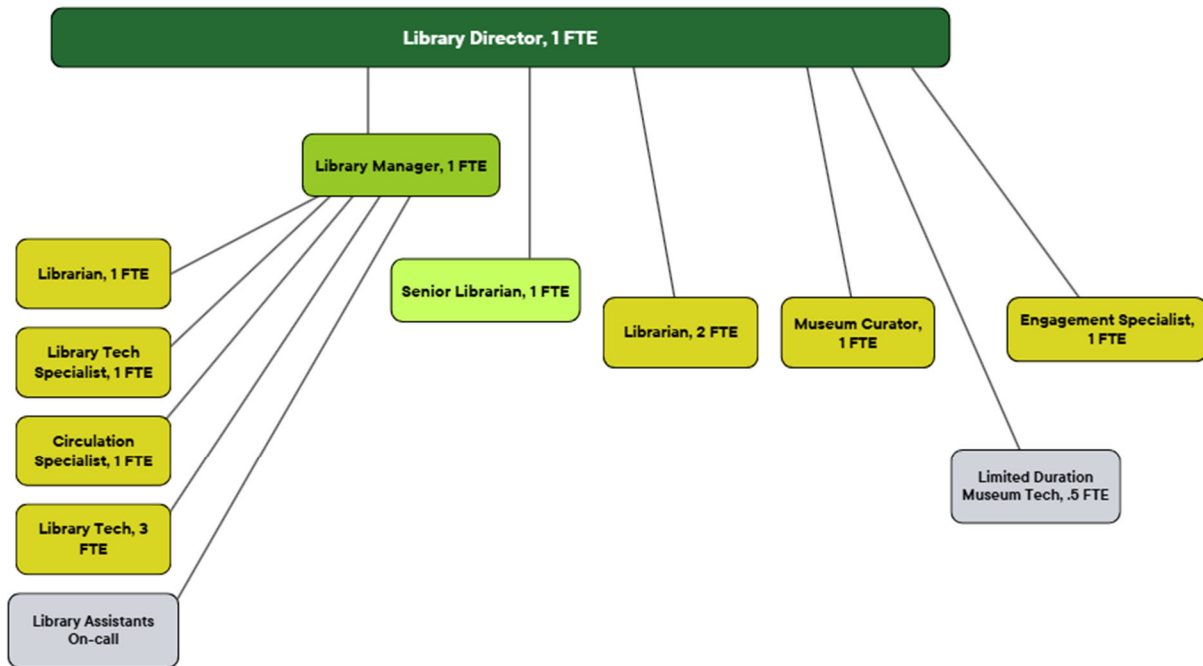 Library Director, 1 FTE
Library Manager, 1 FTE
Librarian, 1 FTE
Library Tech
Specialist, 1 FTE
Circulation
Specialist, 1 FTE
Library Tech, 3
FTE
Library Assistants
On-call
Senior Librarian, 1 FTE
Librarian, 2 FTE
Museum Curator,
1 FTE
Limited Duration
Museum Tech, .5 FTE
Engagement Specialist,
1 FTE